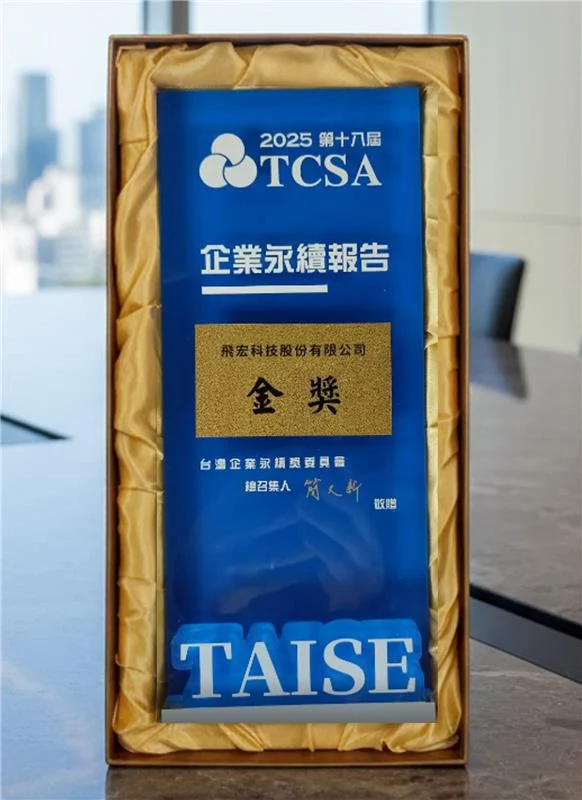 2025 第十八屆
TCSA
企業永續報告
飛宏科技股份有限公司
金獎
台灣企業永續獎委員會
總召集人 簡又新
敬贈
TAISE